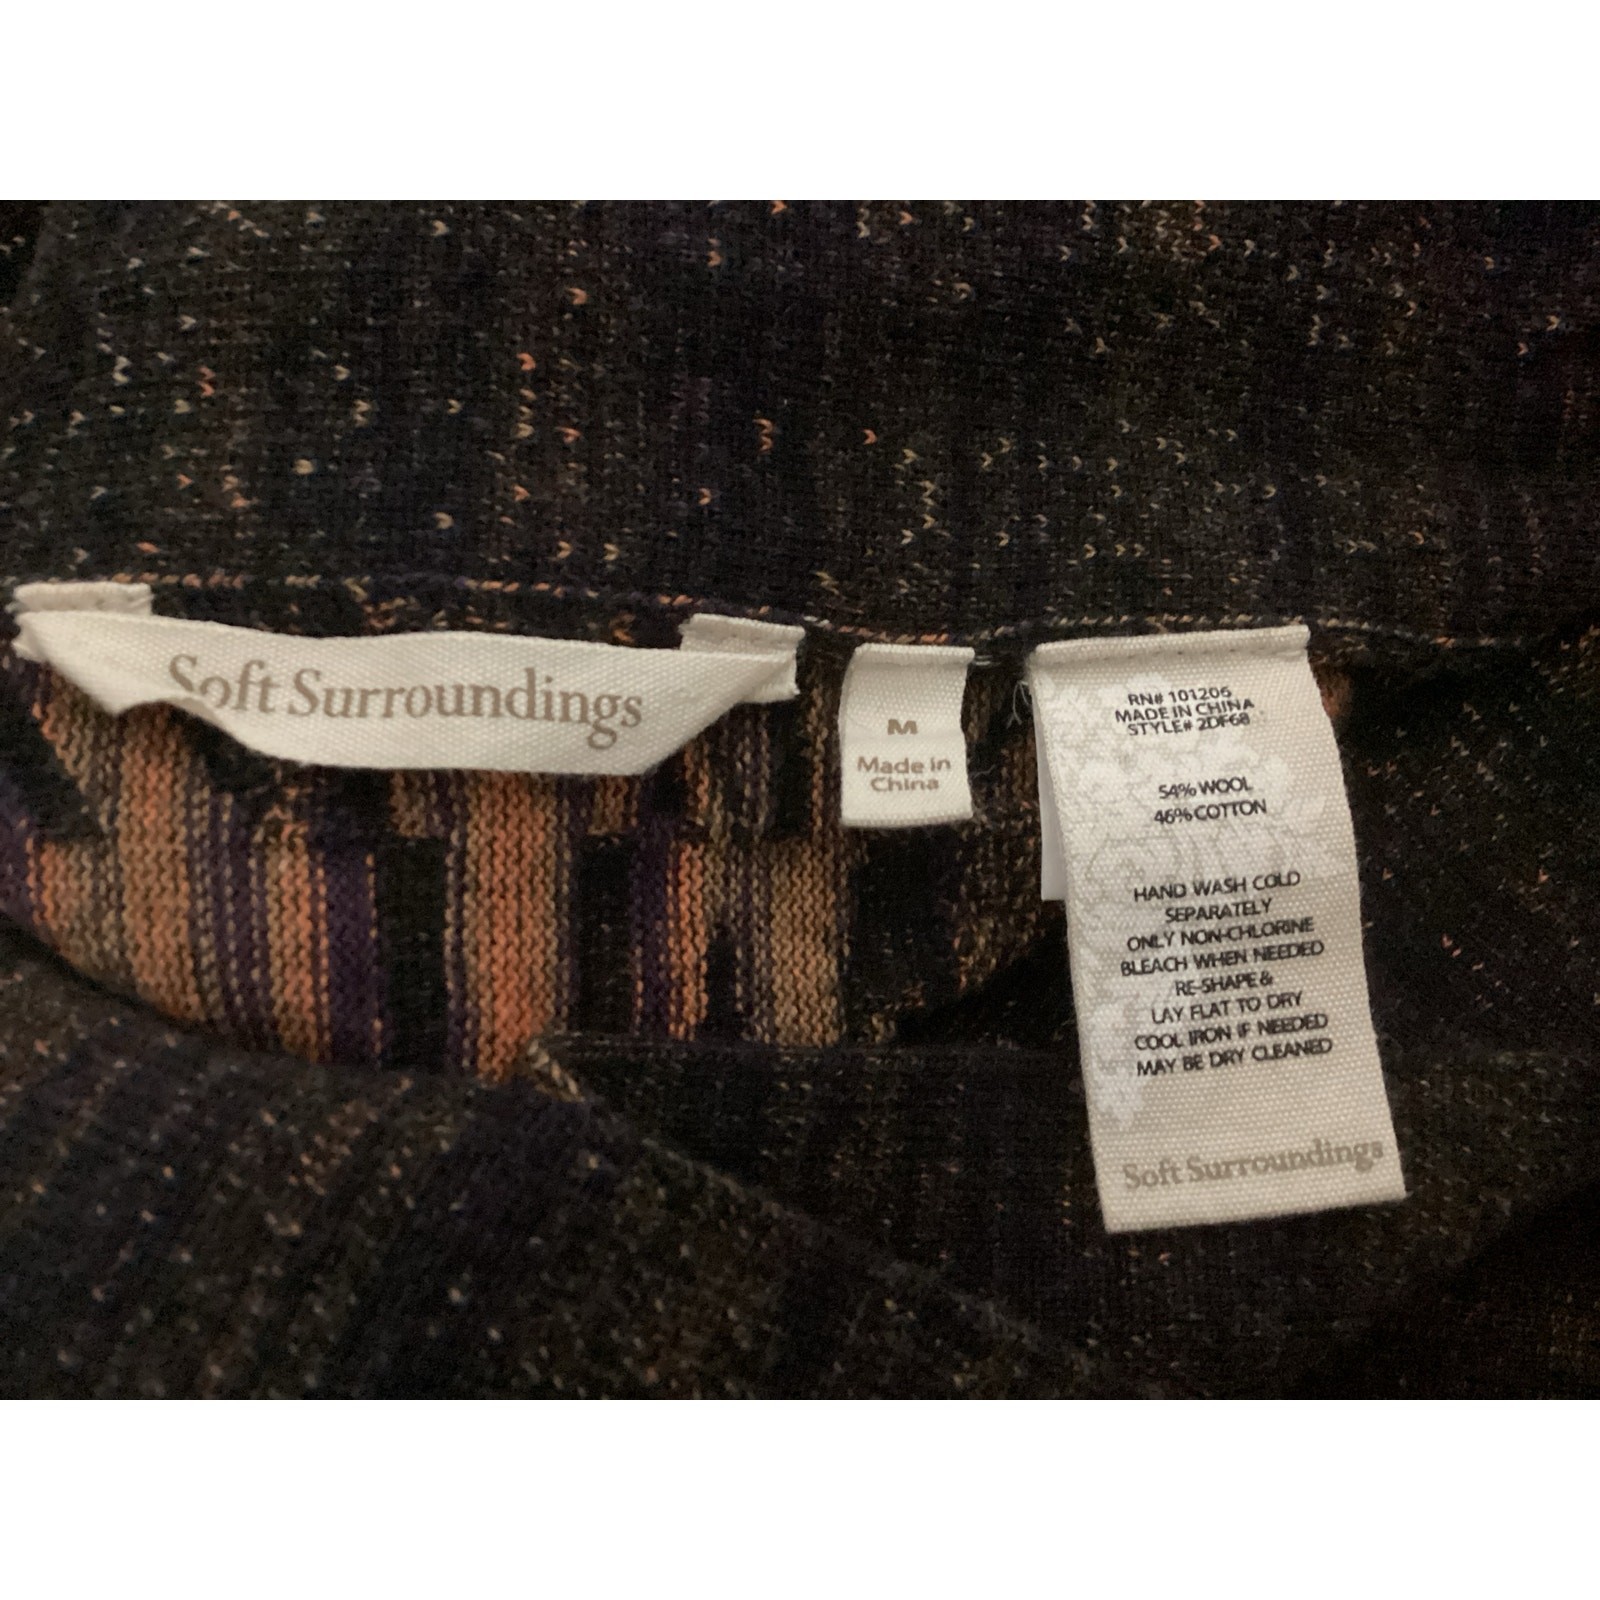 Soft Surroundings
M
Made in
China
RN# 101206
MADE IN CHINA
STYLE# 2DF68
54% WOOL
46% COTTON
HAND WASH COLD
SEPARATELY
ONLY NON-CHLORINE
BLEACH WHEN NEEDED
RE-SHAPE &
LAY FLAT TO DRY
COOL IRON IF NEEDED
MAY BE DRY CLEANED
Soft Surroundings